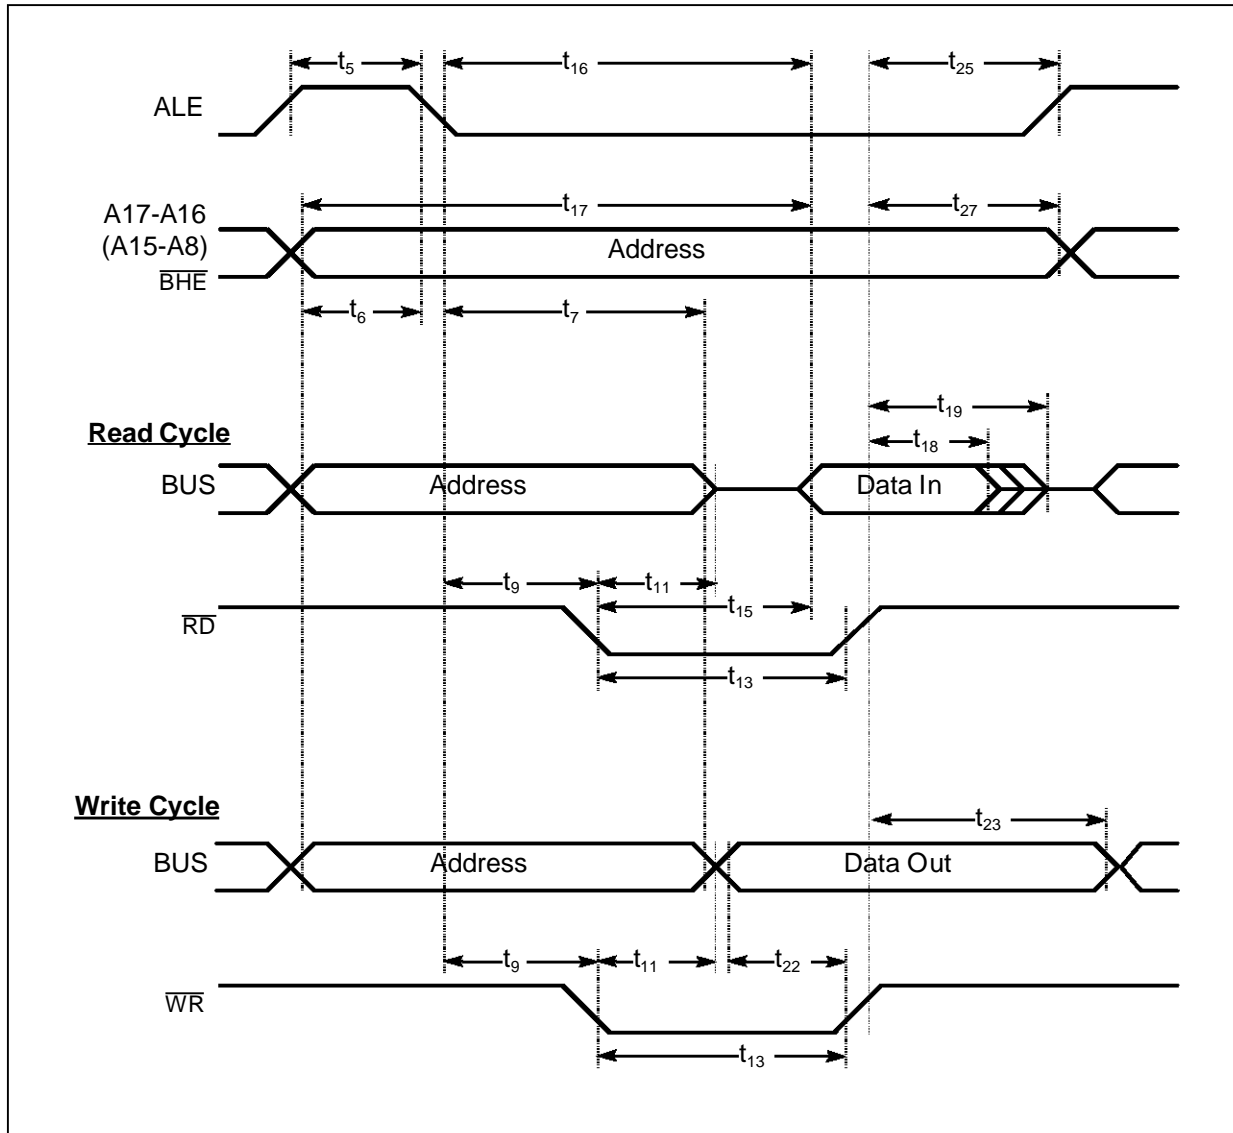 t5 t16 t25
ALE
t17 t27
A17-A16
(A15-A8) Address
BHE
t6 t7
t19
Read Cycle
t18
BUS Address Data In
t9 t11
t15
RD
t13
Write Cycle
t23
BUS Address Data Out
t9 t11 t22
WR
t13